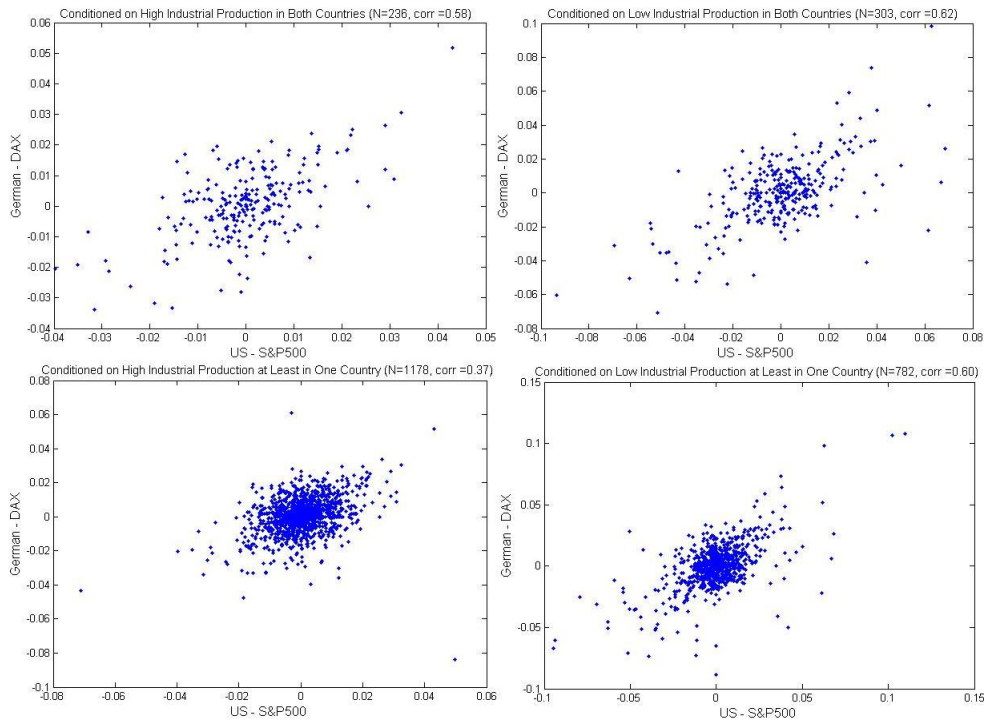 Conditioned on High Industrial Production in Both Countries (N=236, corr =0.58)
0.06
0.05
0.04
0.03
0.02
0.01
0
-0.01
-0.02
-0.03
-0.04
German - DAX
-0.04 -0.03 -0.02 -0.01 0 0.01 0.02 0.03 0.04 0.05
US - S&P500
Conditioned on Low Industrial Production in Both Countries (N=303, corr =0.62)
0.1
0.08
0.06
0.04
0.02
0
-0.02
-0.04
-0.06
-0.08
German - DAX
-0.1 -0.08 -0.06 -0.04 -0.02 0 0.02 0.04 0.06 0.08
US - S&P500
Conditioned on High Industrial Production at Least in One Country (N=1178, corr =0.37)
0.08
0.06
0.04
0.02
0
-0.02
-0.04
-0.06
-0.08
-0.1
German - DAX
-0.08 -0.06 -0.04 -0.02 0 0.02 0.04 0.06
US - S&P500
Conditioned on Low Industrial Production at Least in One Country (N=782, corr =0.60)
0.15
0.1
0.05
0
-0.05
-0.1
German - DAX
-0.1 -0.05 0 0.05 0.1 0.15
US - S&P500